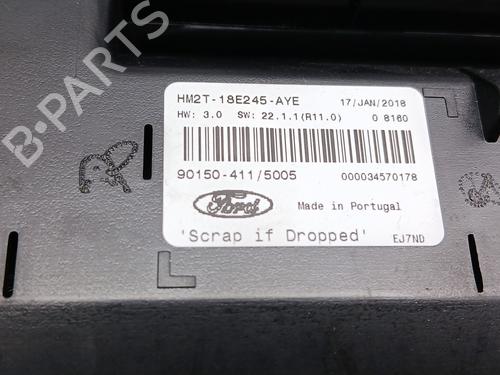 B-PARTS
HM2T-18E245-AYE 17/JAN/2018
HW: 3.0 SW: 22.1.1(R11.0) 0 8160
90150-411/5005 000034570178
Ford Made in Portugal
'Scrap if Dropped' EJ7ND